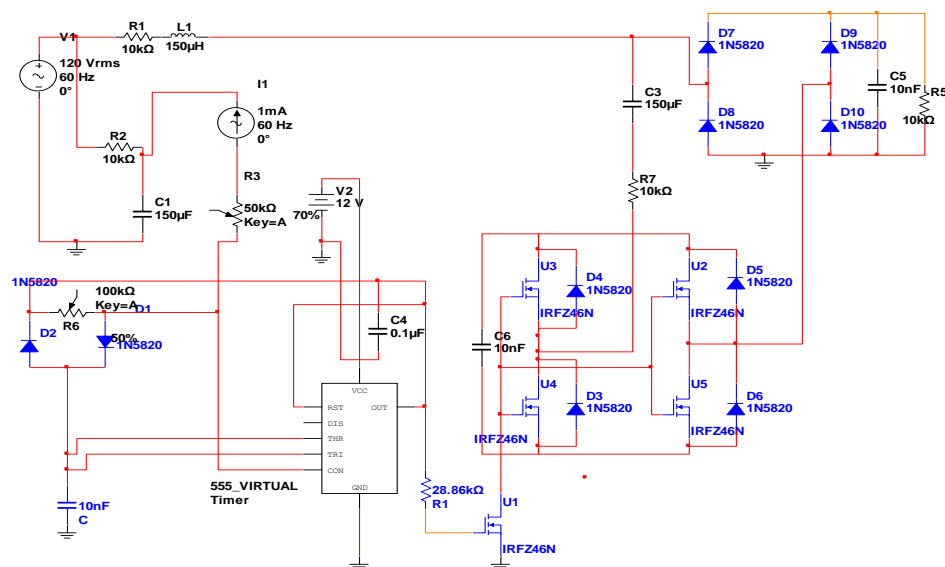 V1
120 Vrms
60 Hz
0°
R1
10kΩ
L1
150µH
I1
1mA
60 Hz
0°
R2
10kΩ
C1
150µF
R3
50kΩ
Key=A
70%
V2
12 V
C3
150µF
R7
10kΩ
D7
1N5820
D9
1N5820
D8
1N5820
D10
1N5820
C5
10nF
R5
10kΩ
1N5820
100kΩ
Key=A
R6
D1
50%
1N5820
D2
C4
0.1µF
VCC
RST
OUT
DIS
THR
TRI
CON
GND
555_VIRTUAL
Timer
10nF
C
28.86kΩ
R1
U1
IRFZ46N
C6
10nF
U3
IRFZ46N
D4
1N5820
U2
IRFZ46N
D5
1N5820
U4
IRFZ46N
D3
1N5820
U5
IRFZ46N
D6
1N5820